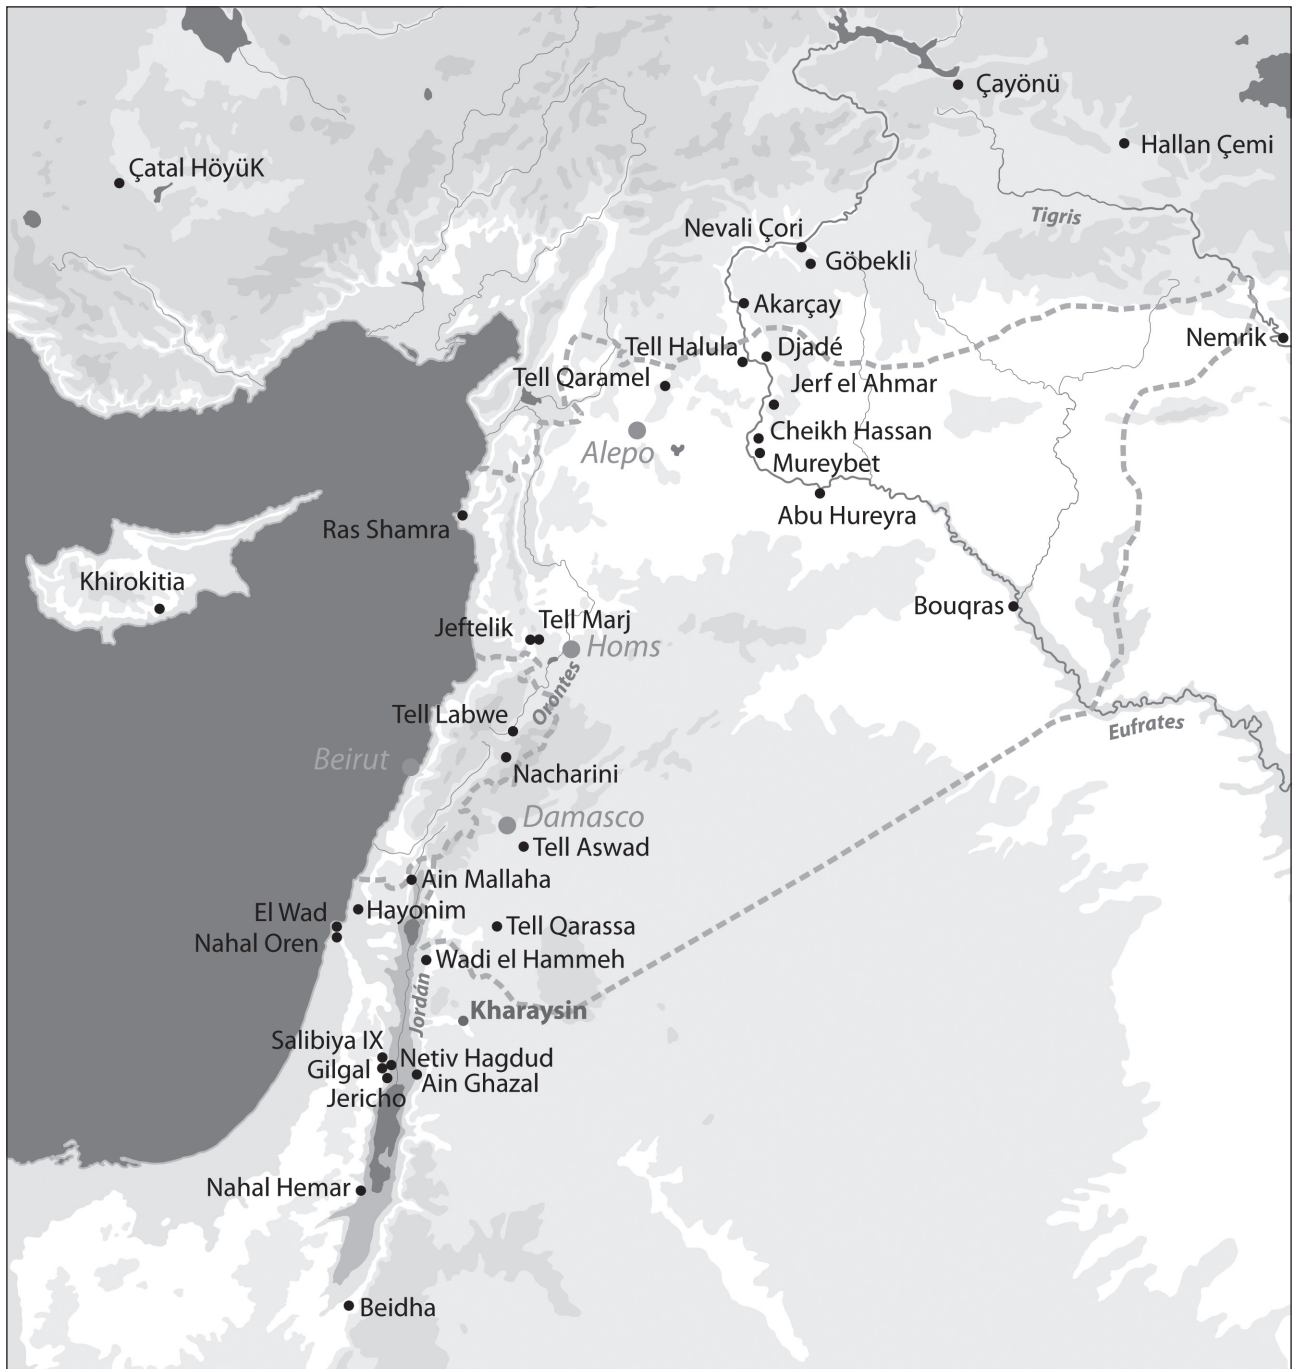 Çayönü
Hallan Çemi
Çatal HöyüK
Tigris
Nevali Çori
Göbekli
Akarçay
Nemrik
Tell Halula
Djadé
Tell Qaramel
Jerf el Ahmar
Alepo
Cheikh Hassan
Mureybet
Abu Hureyra
Ras Shamra
Khirokitia
Bouqras
Jeftelik
Tell Marj
Homs
Orontes
Tell Labwe
Eufrates
Beirut
Nacharini
Damasco
Tell Aswad
Ain Mallaha
El Wad
Hayonim
Nahal Oren
Tell Qarassa
Wadi el Hammeh
Jordán
Kharaysin
Salibiya IX
Netiv Hagdud
Gilgal
Ain Ghazal
Jericho
Nahal Hemar
Beidha